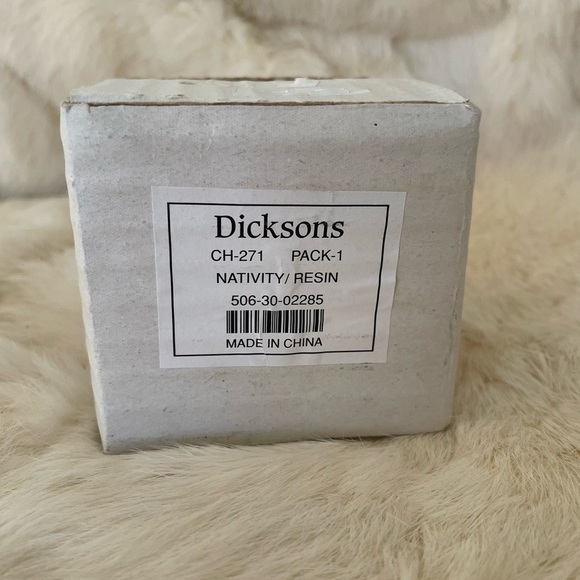 Dicksons
CH-271 PACK-1
NATIVITY/ RESIN
506-30-02285
MADE IN CHINA